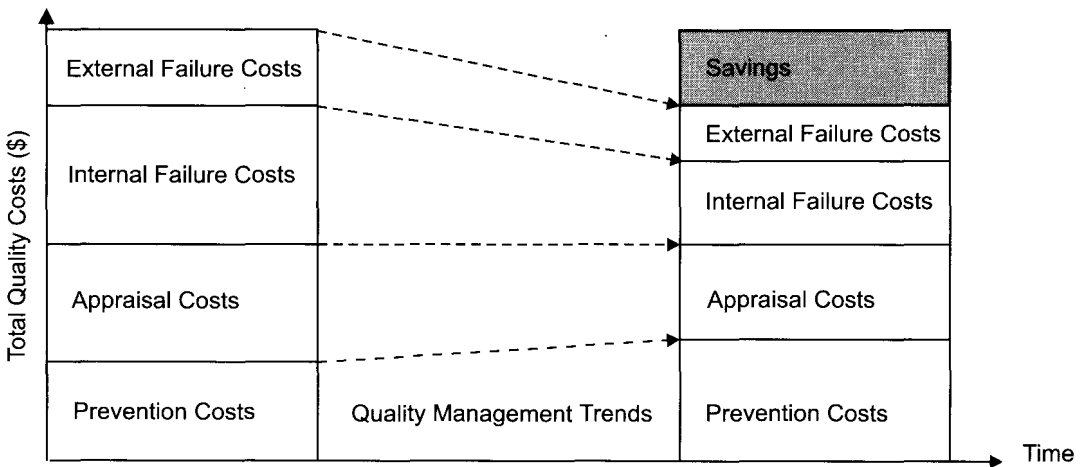 Total Quality Costs ($)
External Failure Costs
Internal Failure Costs
Appraisal Costs
Prevention Costs
Quality Management Trends
Savings
External Failure Costs
Internal Failure Costs
Appraisal Costs
Prevention Costs
Time